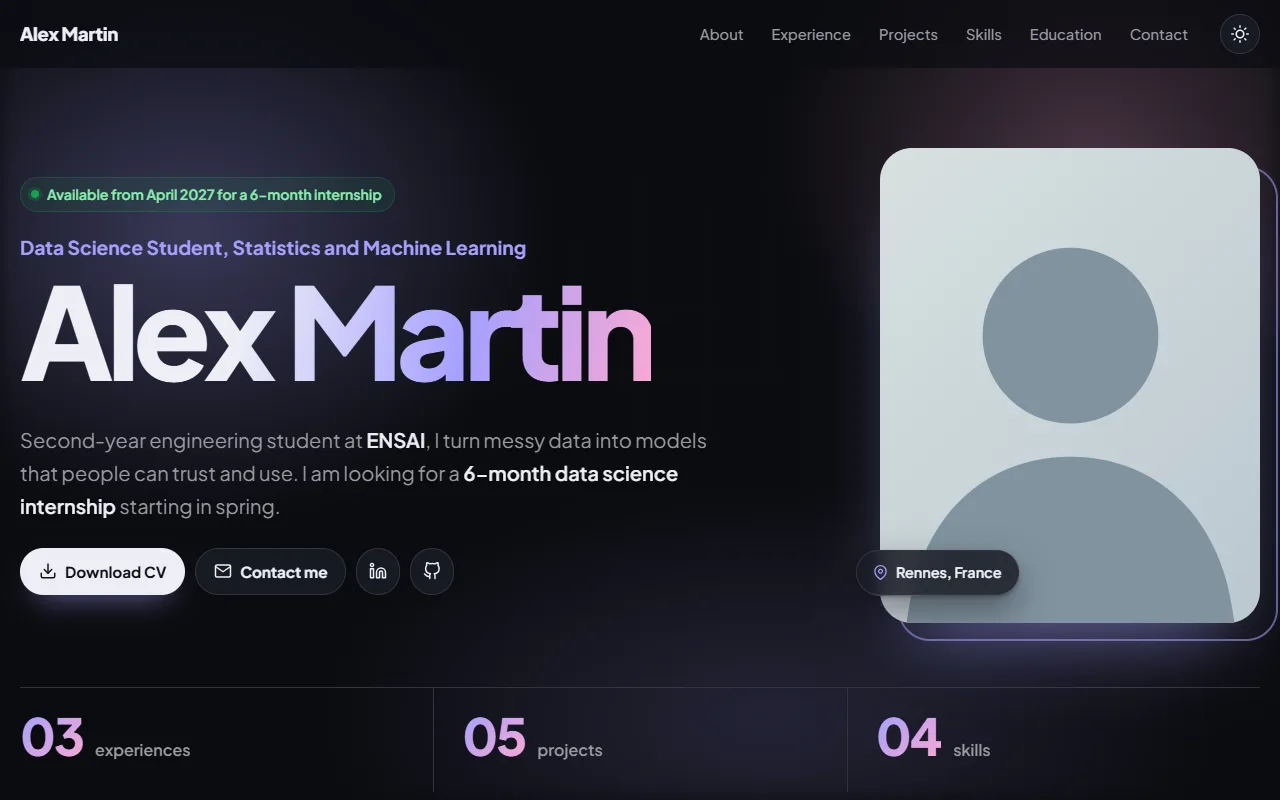 Alex Martin
About
Experience
Projects
Skills
Education
Contact
Available from April 2027 for a 6-month internship
Data Science Student, Statistics and Machine Learning
Alex Martin
Second-year engineering student at ENSAI, I turn messy data into models
that people can trust and use. I am looking for a 6-month data science
internship starting in spring.
Download CV
Contact me
Rennes, France
03 experiences
05 projects
04 skills